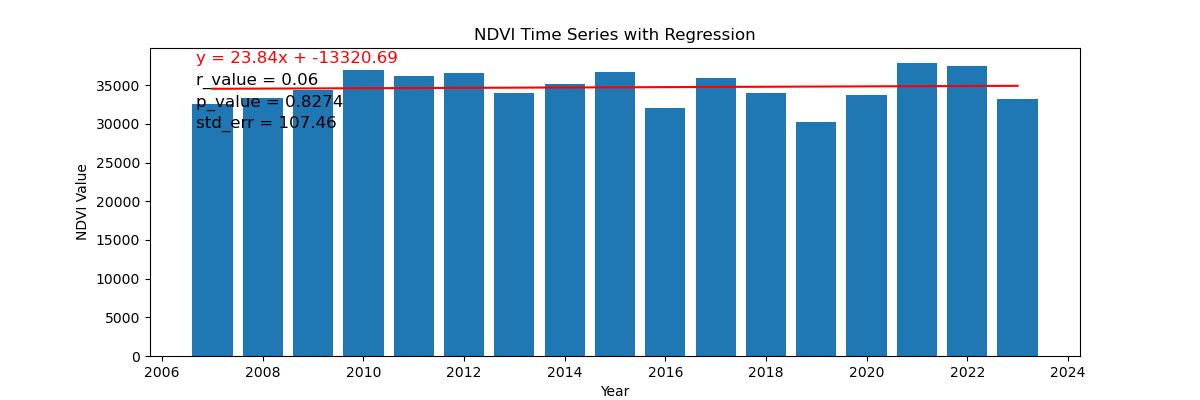 NDVI Time Series with Regression
y = 23.84x + -13320.69
r_value = 0.06
p_value = 0.8274
std_err = 107.46
35000
30000
25000
20000
15000
10000
5000
0
NDVI Value
2006 2008 2010 2012 2014 2016 2018 2020 2022 2024
Year